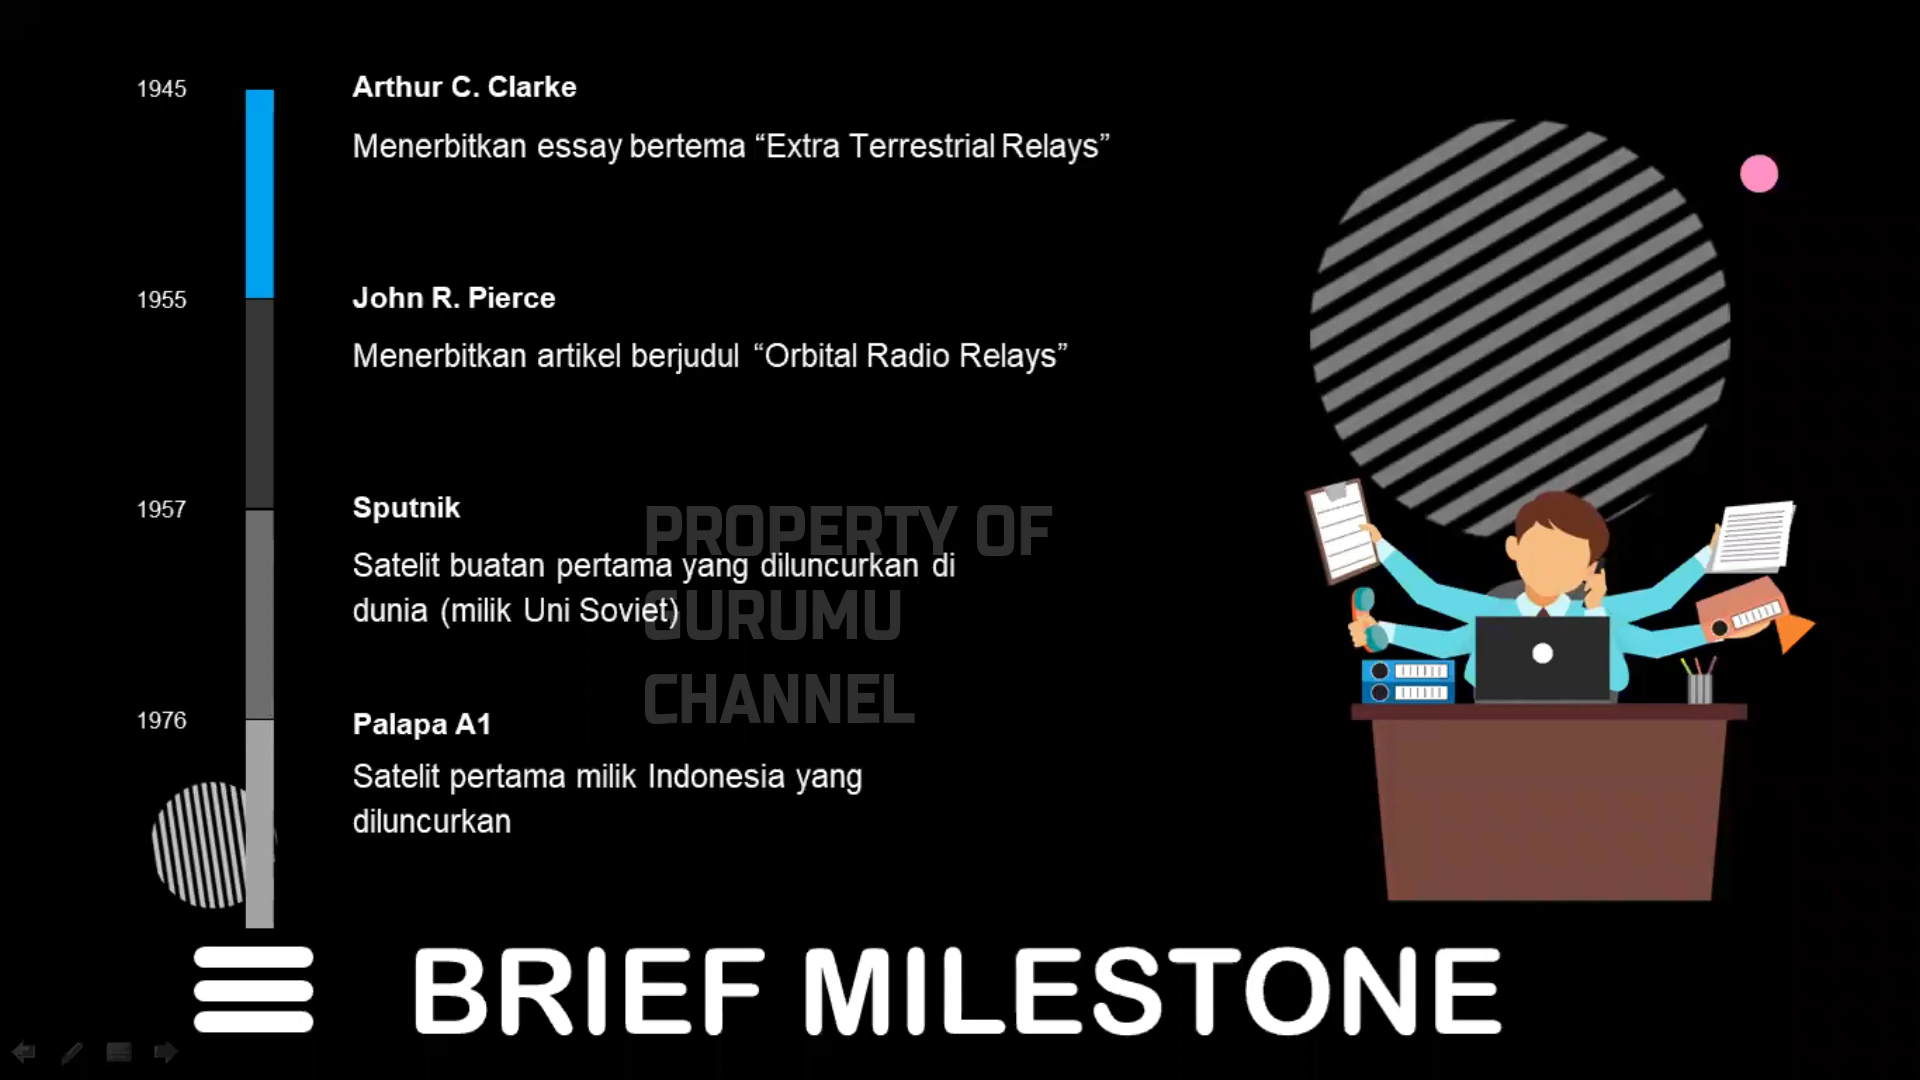 1945
Arthur C. Clarke
Menerbitkan essay bertema “Extra Terrestrial Relays”
1955
John R. Pierce
Menerbitkan artikel berjudul “Orbital Radio Relays”
1957
Sputnik
Satelit buatan pertama yang diluncurkan di
dunia (milik Uni Soviet)
PROPERTY OF
GURUMU
CHANNEL
1976
Palapa A1
Satelit pertama milik Indonesia yang
diluncurkan
BRIEF MILESTONE